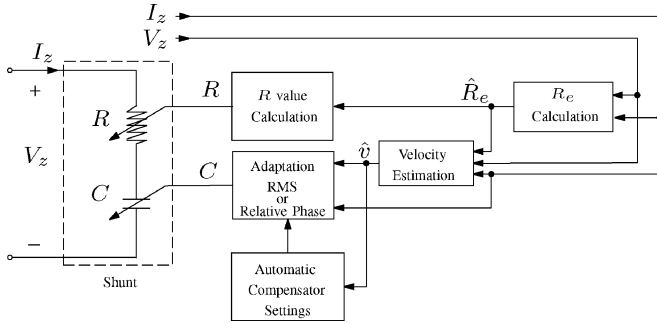 I_z
V_z
I_z
+
R
R value
Calculation
R̂_e
R_e
Calculation
R
V_z
C
C
Adaptation
RMS
or
Relative Phase
v̂
Velocity
Estimation
−
Shunt
Automatic
Compensator
Settings